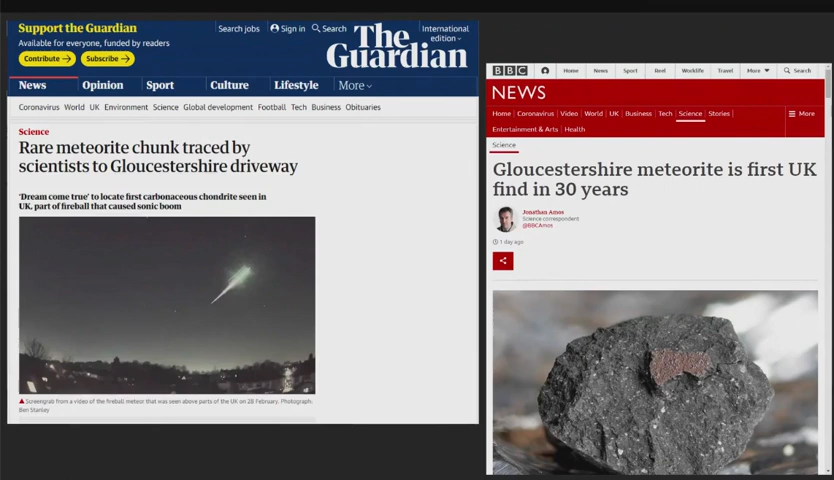 Support the Guardian
Available for everyone, funded by readers
Contribute → Subscribe →
Search jobs Sign in Search International edition
The Guardian
News Opinion Sport Culture Lifestyle More
Coronavirus World UK Environment Science Global development Football Tech Business Obituaries
Science
Rare meteorite chunk traced by
scientists to Gloucestershire driveway
'Dream come true' to locate first carbonaceous chondrite seen in
UK, part of fireball that caused sonic boom
Screengrab from a video of the fireball meteor that was seen above parts of the UK on 28 February. Photograph:
Ben Stanley
BBC Home News Sport Reel Worklife Travel More Search
NEWS
Home Coronavirus Video World UK Business Tech Science Stories More
Entertainment & Arts Health
Science
Gloucestershire meteorite is first UK
find in 30 years
Jonathan Amos
Science correspondent
@BBCAmos
1 day ago